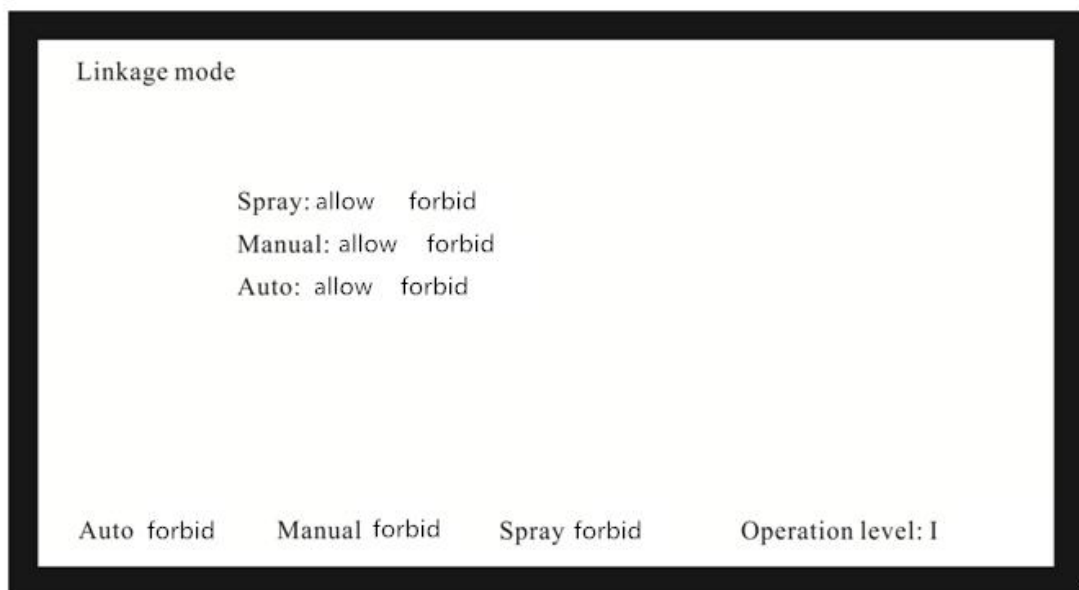 Linkage mode
Spray: allow forbid
Manual: allow forbid
Auto: allow forbid
Auto forbid Manual forbid Spray forbid Operation level: I